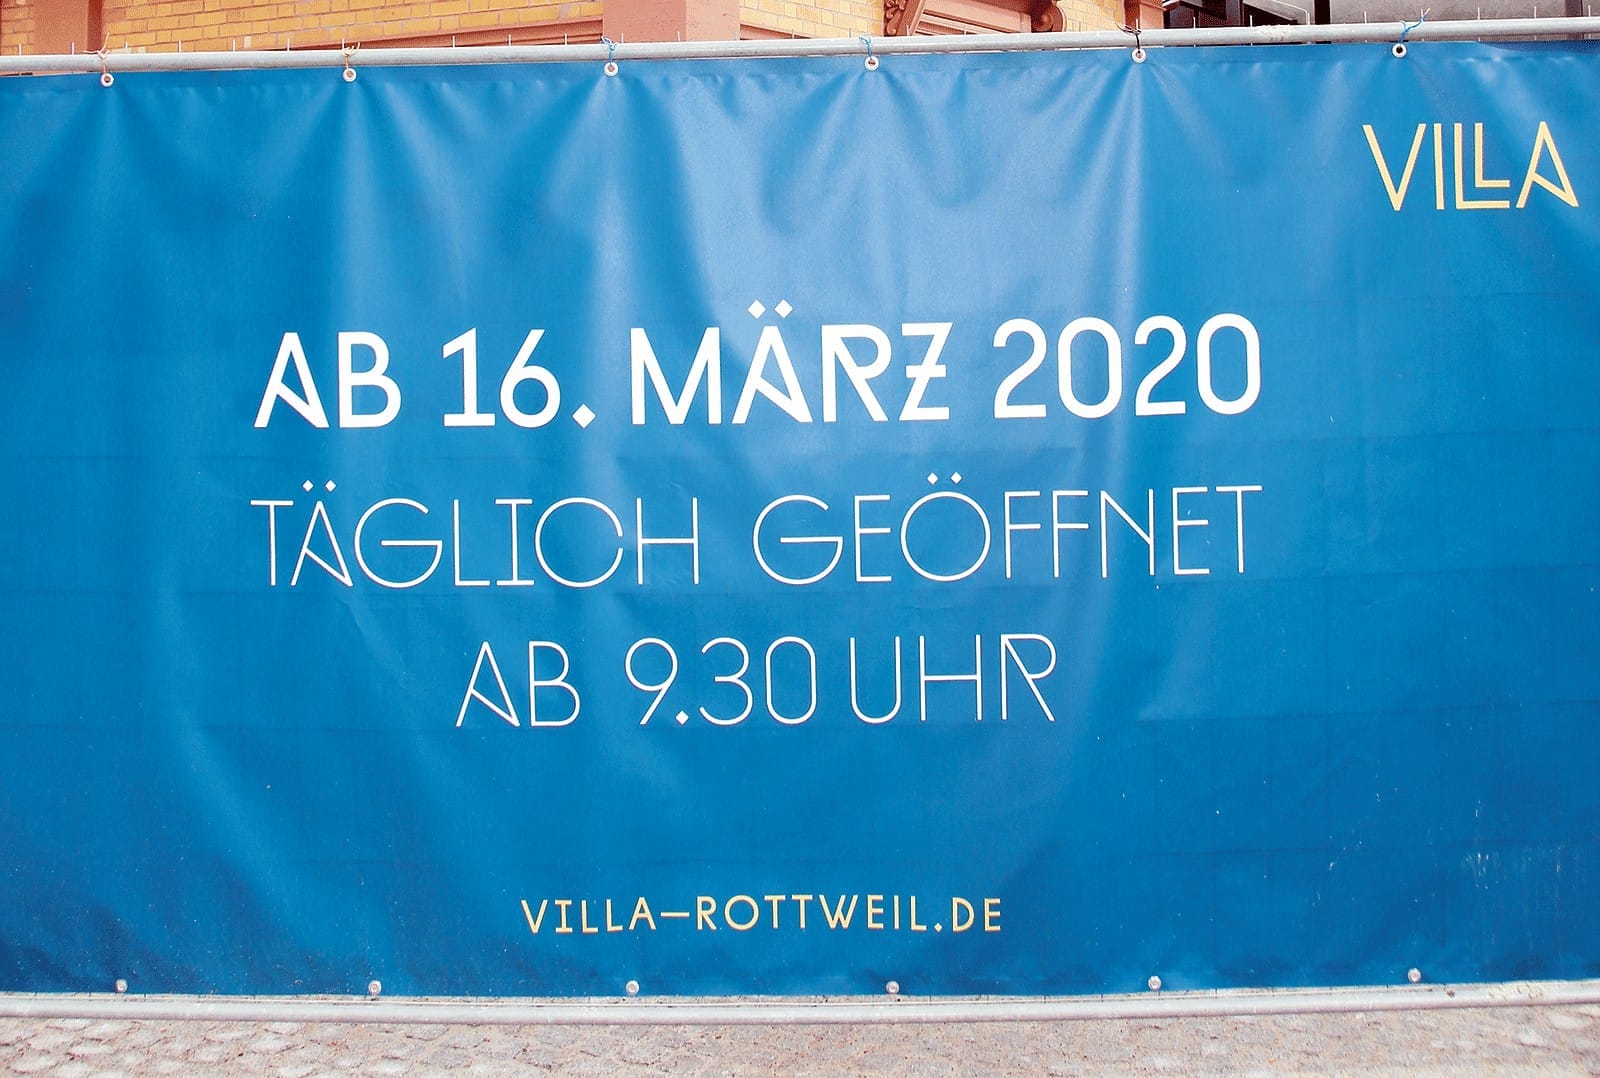 VILLA
AB 16. MÄRZ 2020
TÄGLICH GEÖFFNET
AB 9.30 UHR
VILLA-ROTTWEIL.DE